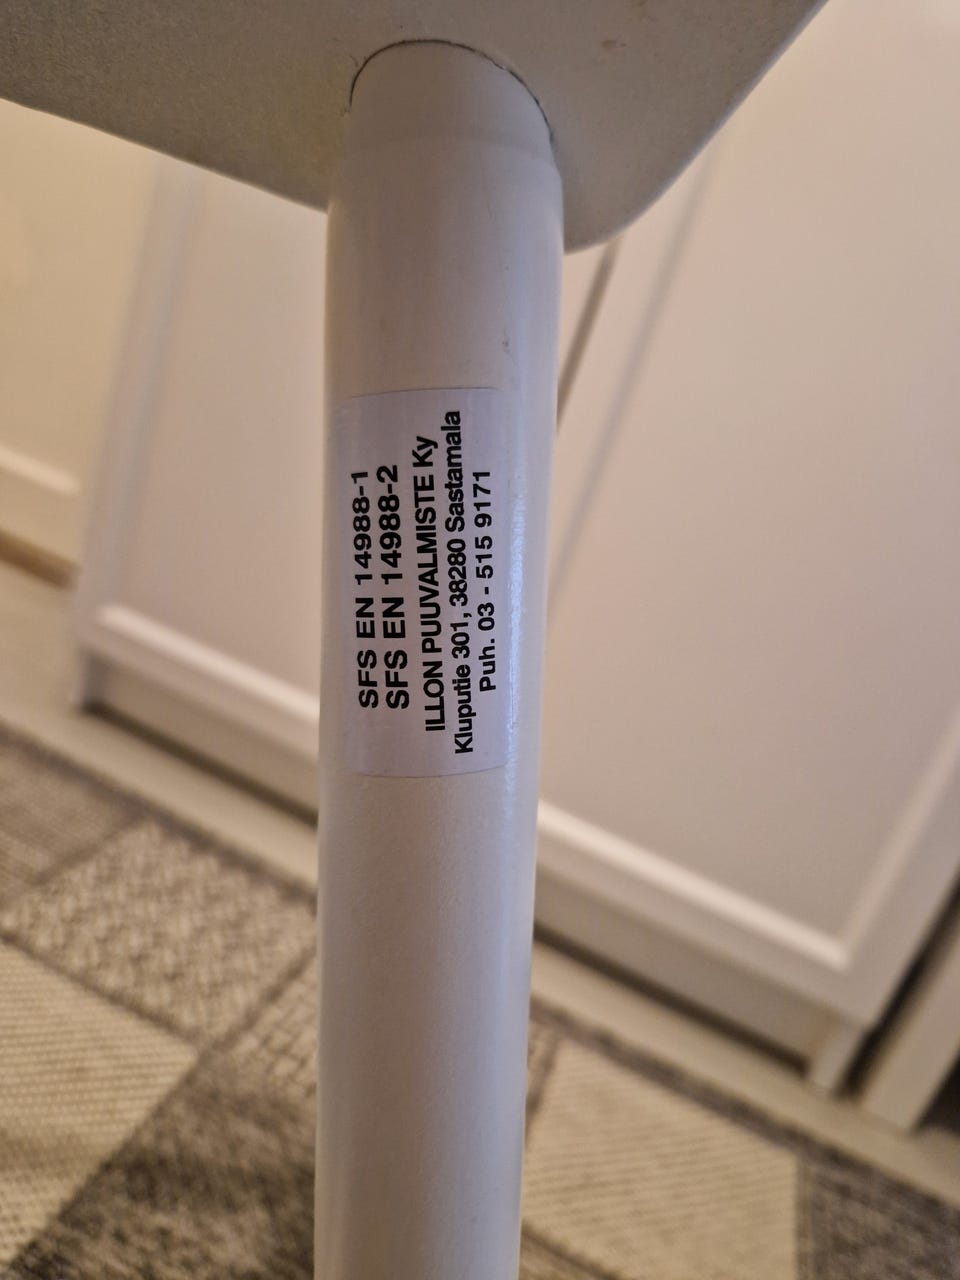 SFS EN 14988-1
SFS EN 14988-2
ILLON PUUVALMISTE Ky
Kluputie 301, 38280 Sastamala
Puh. 03 - 515 9171